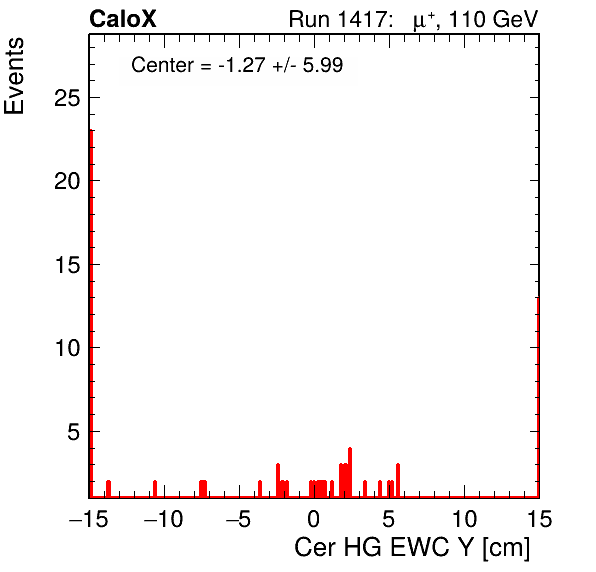 CaloX Run 1417: μ⁺, 110 GeV
Center = -1.27 +/- 5.99
Events
25
20
15
10
5
−15 −10 −5 0 5 10 15
Cer HG EWC Y [cm]